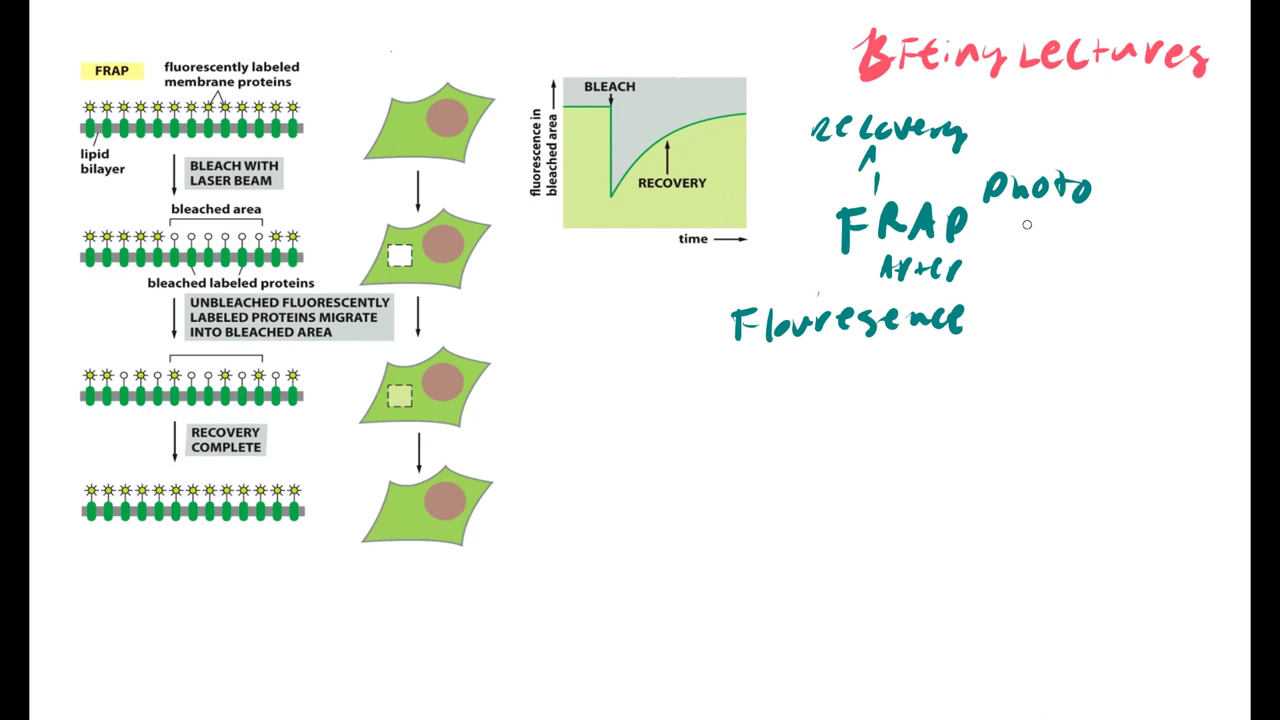 FRAP
fluorescently labeled
membrane proteins
lipid
bilayer
BLEACH WITH
LASER BEAM
bleached area
bleached labeled proteins
UNBLEACHED FLUORESCENTLY
LABELED PROTEINS MIGRATE
INTO BLEACHED AREA
RECOVERY
COMPLETE
BLEACH
fluorescence in
bleached area
RECOVERY
time
Lectures
recovery
photo
FRAP
After
Flouresence